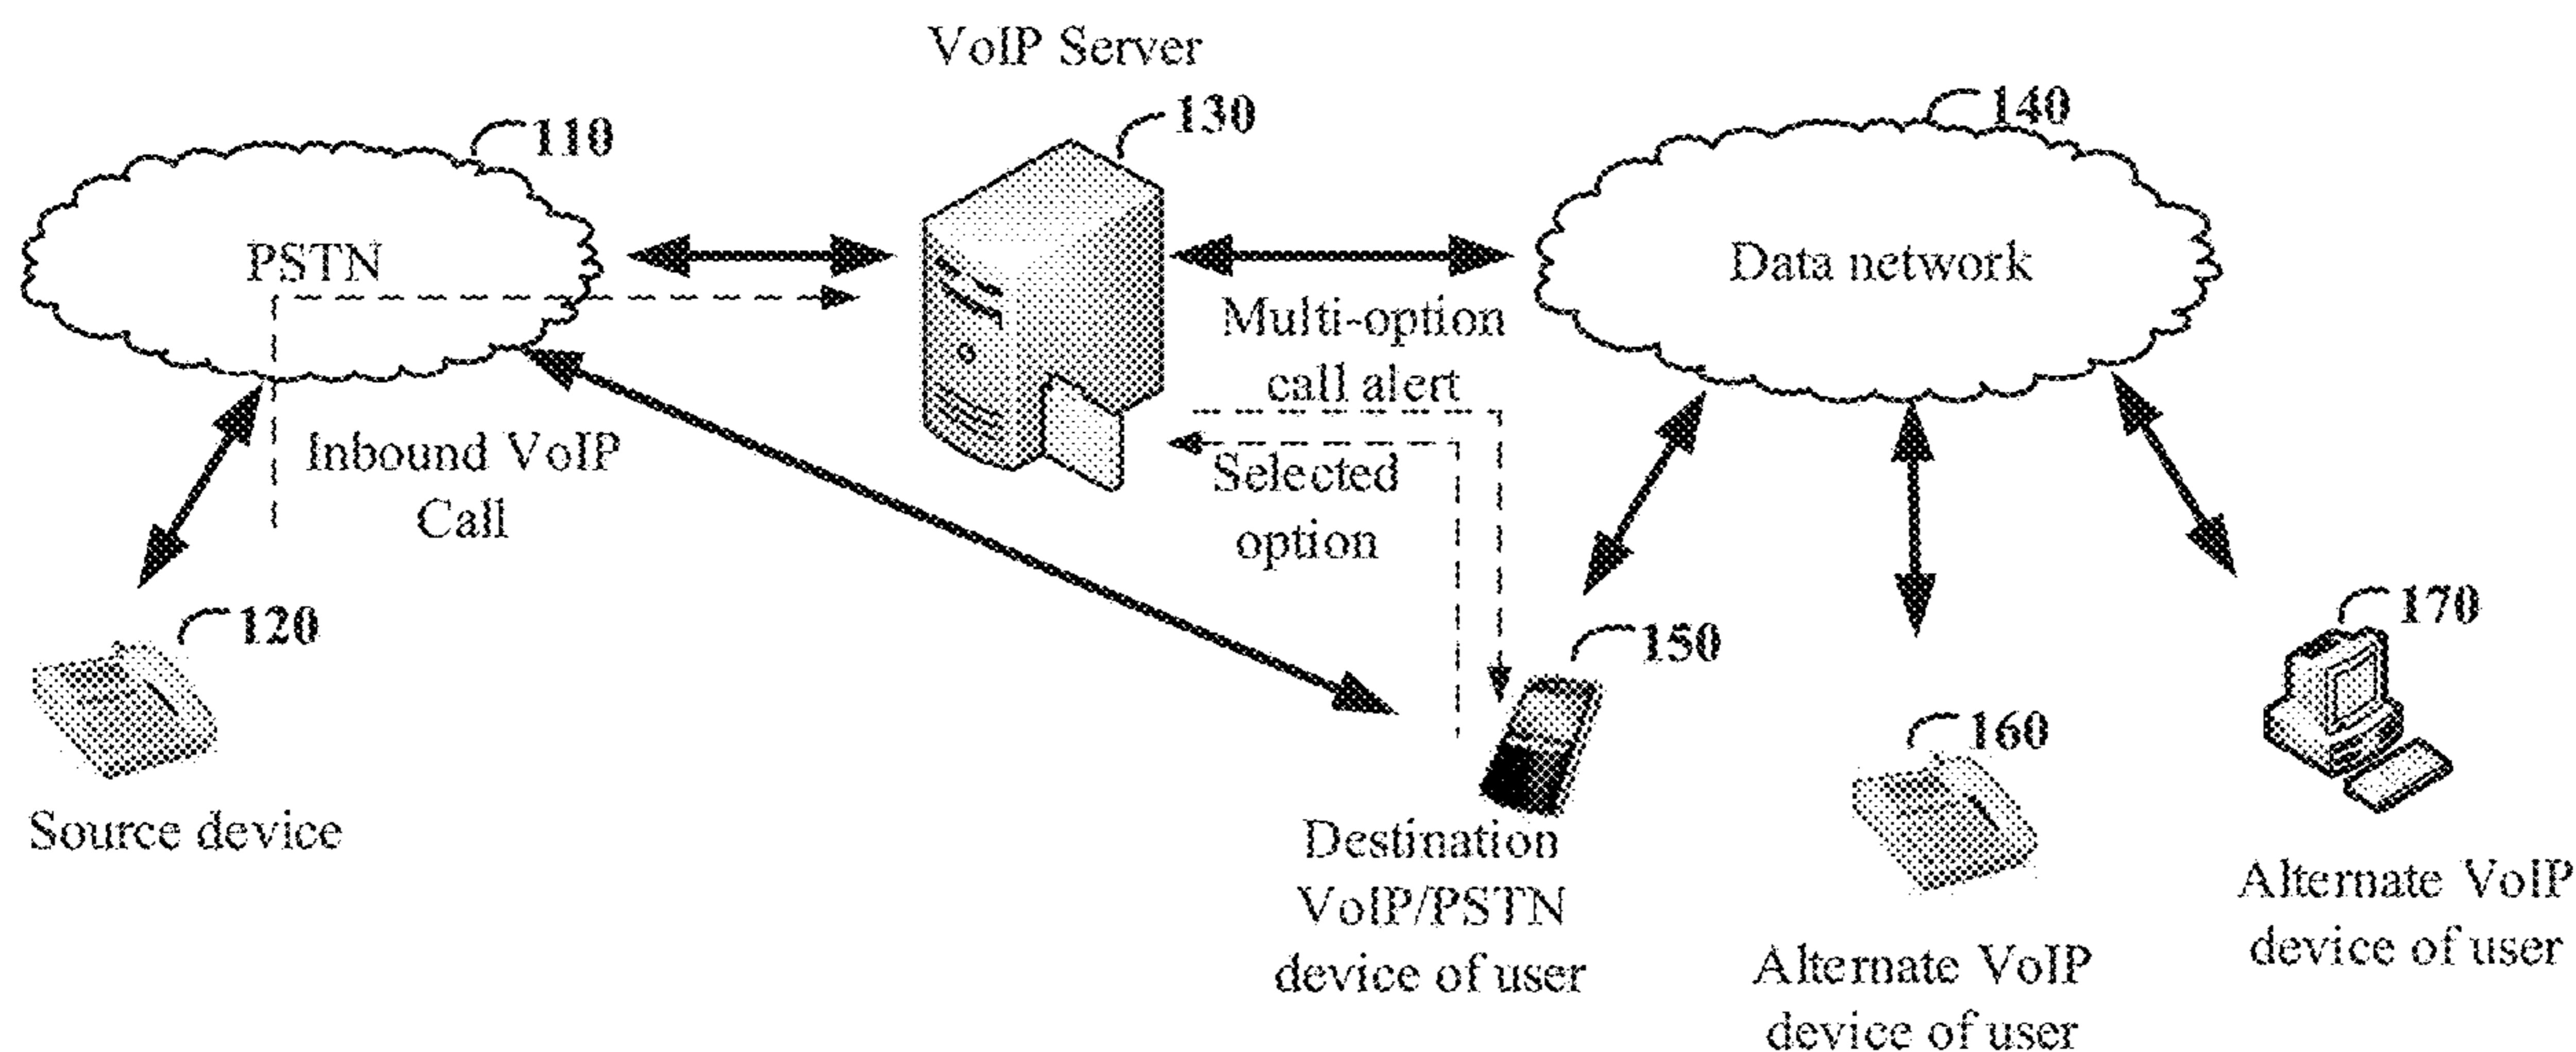 VoIP Server
130
110
140
PSTN
Data network
Multi-option
call alert
Inbound VoIP
Call
Selected
option
120
150
170
160
Source device
Destination
VoIP/PSTN
device of user
Alternate VoIP
device of user
Alternate VoIP
device of user